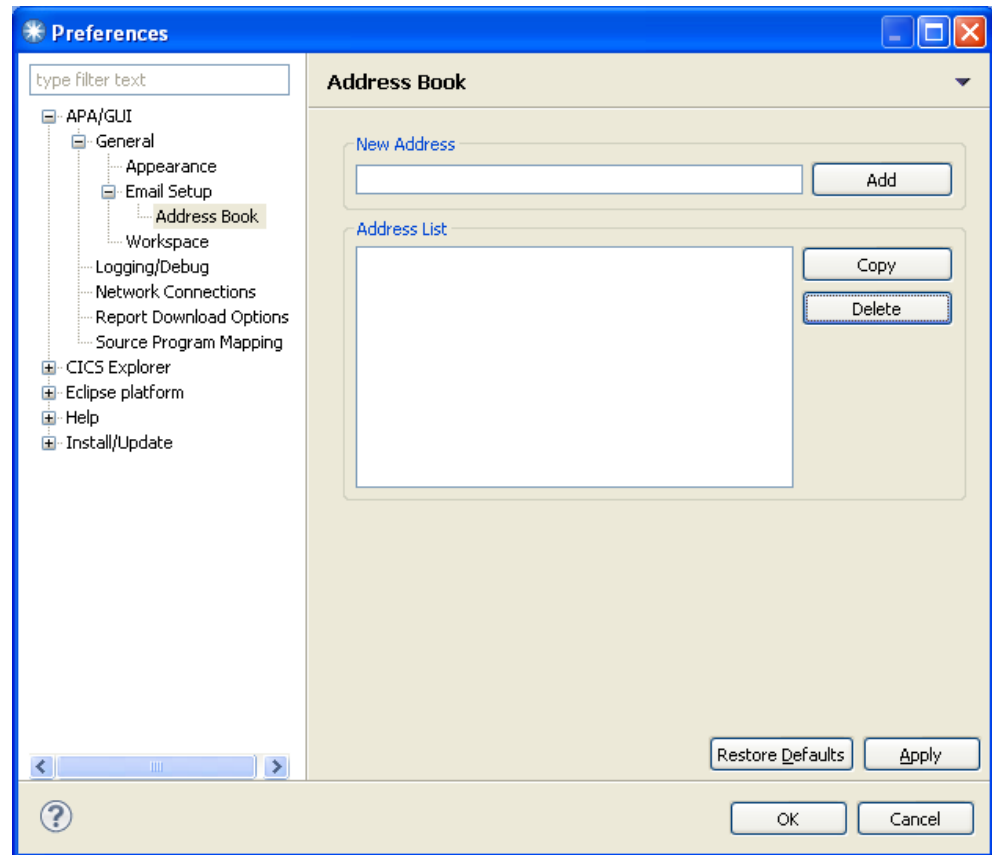 Preferences
type filter text
APA/GUI
General
Appearance
Email Setup
Address Book
Workspace
Logging/Debug
Network Connections
Report Download Options
Source Program Mapping
CICS Explorer
Eclipse platform
Help
Install/Update
Address Book
New Address
Add
Address List
Copy
Delete
Restore Defaults
Apply
?
OK
Cancel